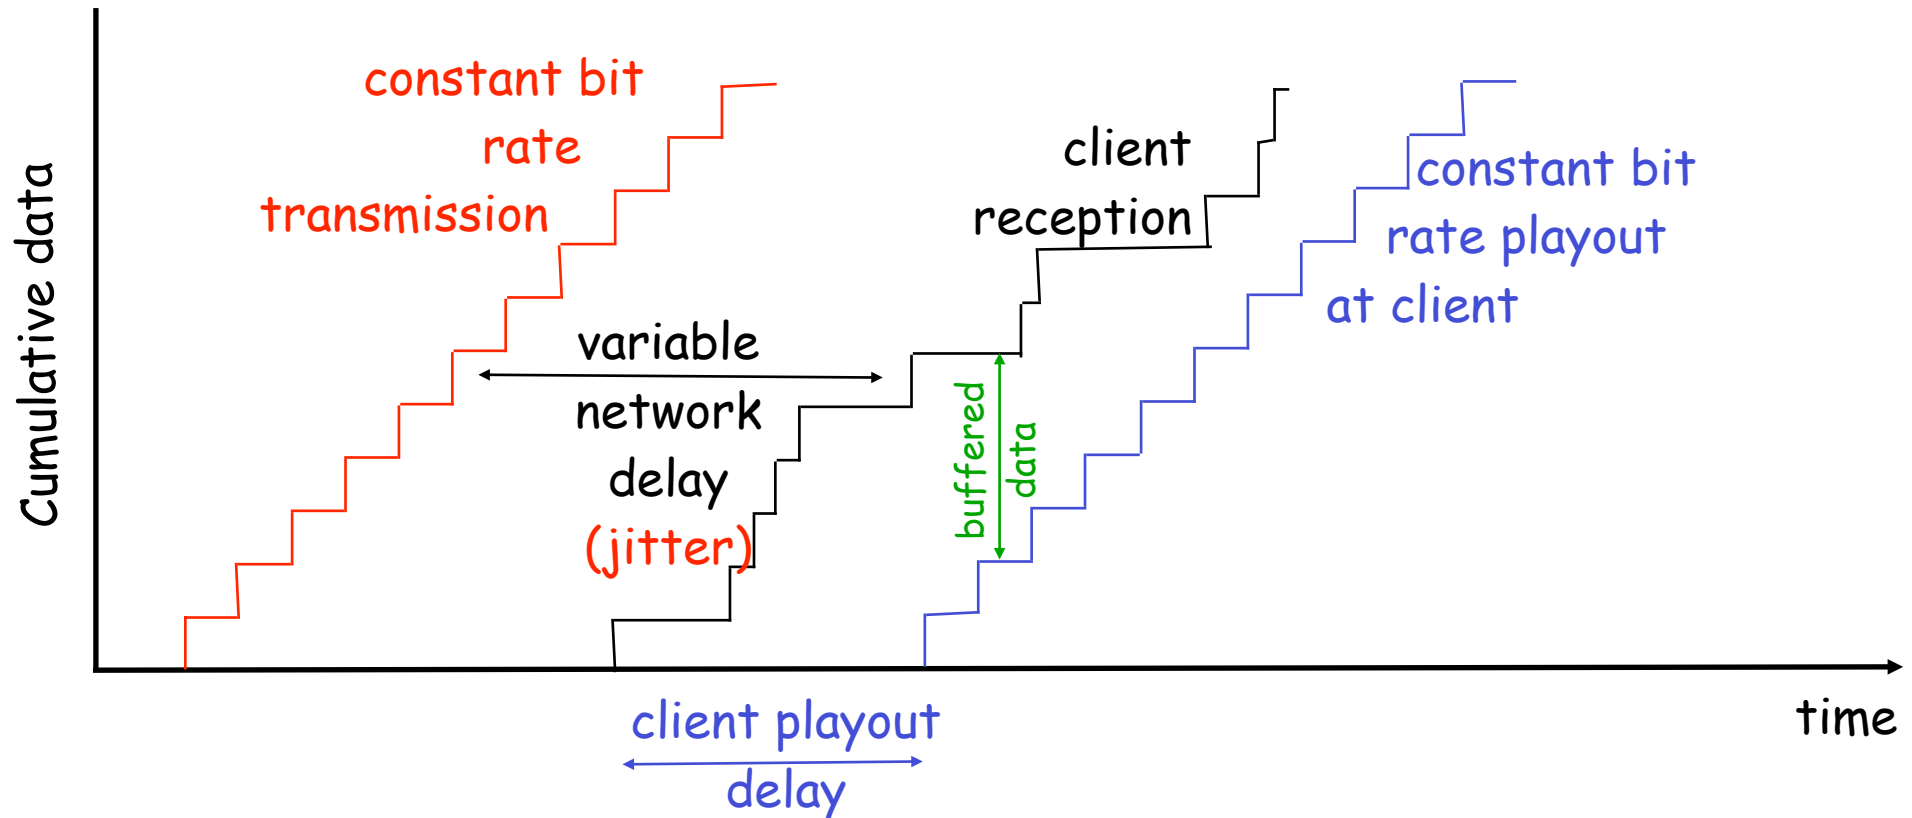 constant bit
rate
transmission
client
reception
constant bit
rate playout
at client
variable
network
delay
(jitter)
buffered
data
Cumulative data
time
client playout
delay